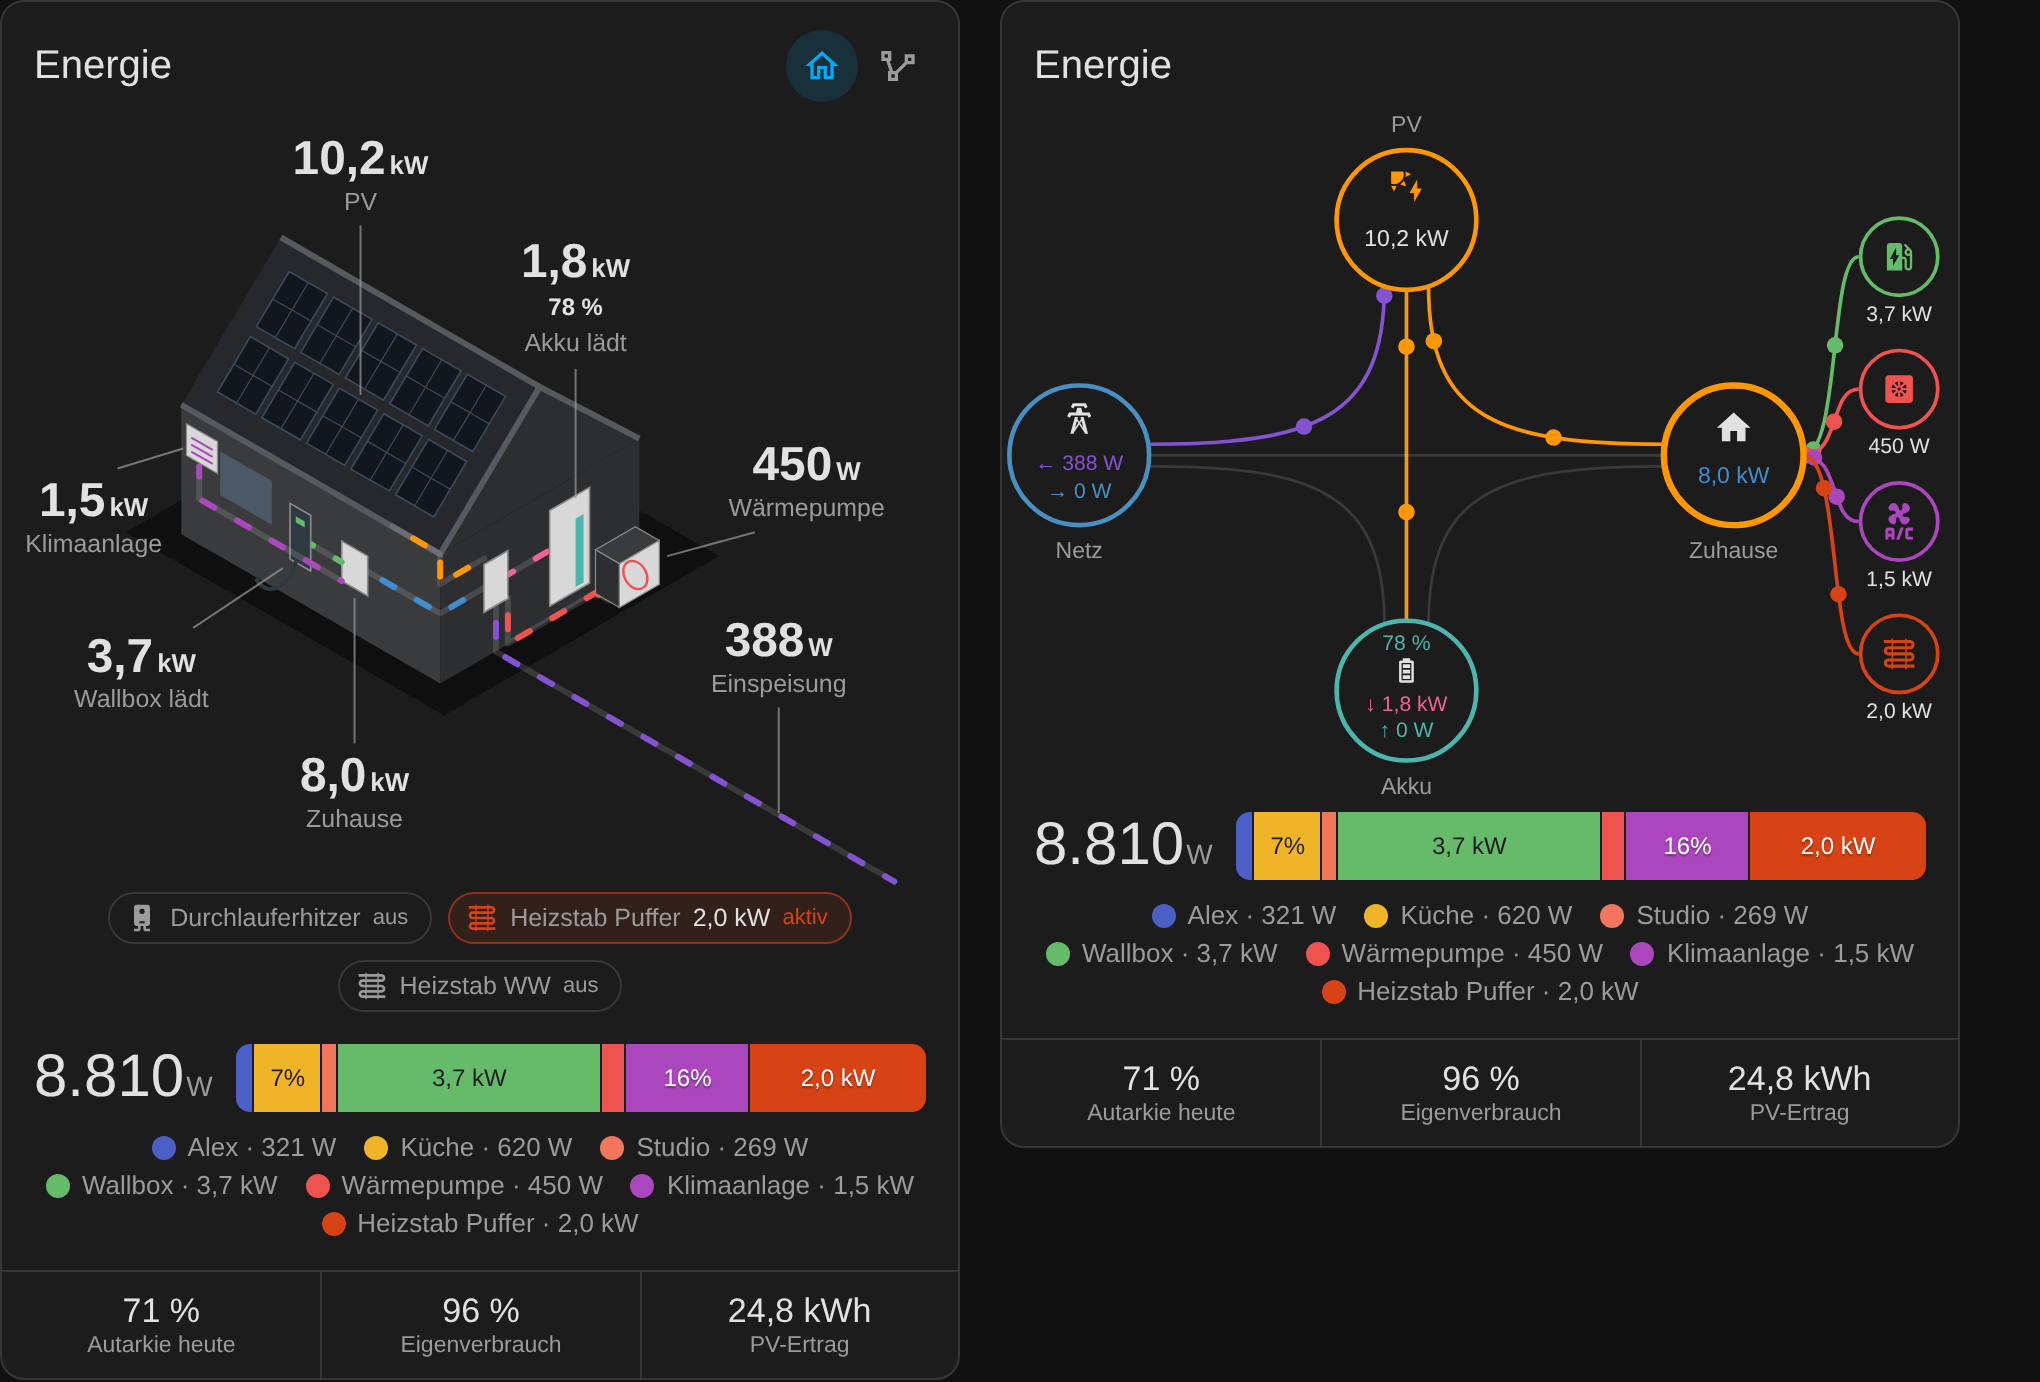 Energie
10,2 kW
PV
1,8 kW
78 %
Akku lädt
450 W
Wärmepumpe
1,5 kW
Klimaanlage
388 W
Einspeisung
3,7 kW
Wallbox lädt
8,0 kW
Zuhause
Durchlauferhitzer aus
Heizstab Puffer 2,0 kW aktiv
Heizstab WW aus
8.810 W
7%
3,7 kW
16%
2,0 kW
Alex · 321 W
Küche · 620 W
Studio · 269 W
Wallbox · 3,7 kW
Wärmepumpe · 450 W
Klimaanlage · 1,5 kW
Heizstab Puffer · 2,0 kW
71 %
Autarkie heute
96 %
Eigenverbrauch
24,8 kWh
PV-Ertrag
Energie
PV
10,2 kW
3,7 kW
450 W
← 388 W
→ 0 W
Netz
8,0 kW
Zuhause
A/C
1,5 kW
78 %
↓ 1,8 kW
↑ 0 W
Akku
2,0 kW
8.810 W
7%
3,7 kW
16%
2,0 kW
Alex · 321 W
Küche · 620 W
Studio · 269 W
Wallbox · 3,7 kW
Wärmepumpe · 450 W
Klimaanlage · 1,5 kW
Heizstab Puffer · 2,0 kW
71 %
Autarkie heute
96 %
Eigenverbrauch
24,8 kWh
PV-Ertrag